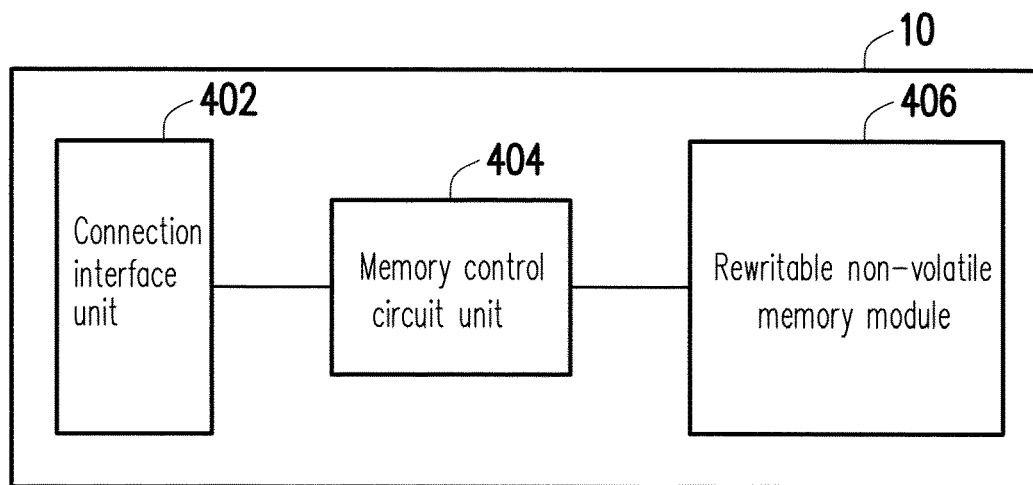 10
402
406
404
Connection
interface
unit
Memory control
circuit unit
Rewritable non-volatile
memory module